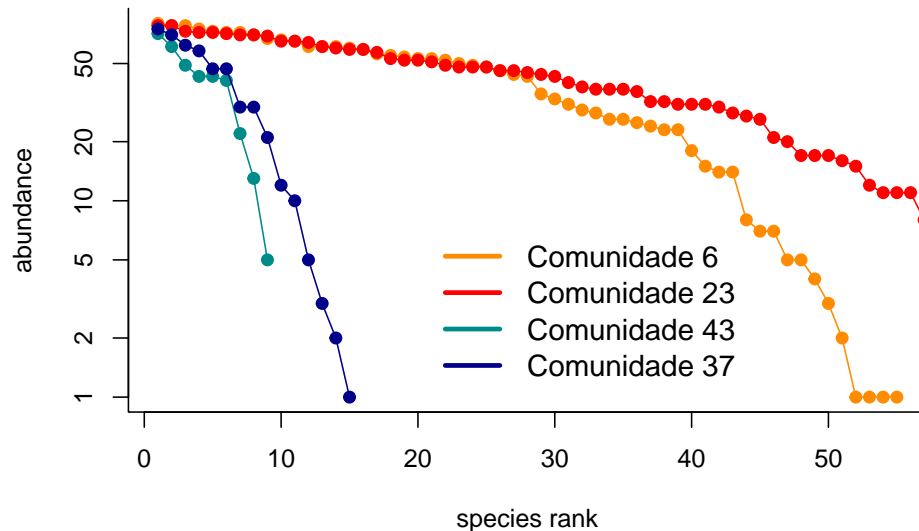 50
20
10
5
2
1
abundance
Comunidade 6
Comunidade 23
Comunidade 43
Comunidade 37
0 10 20 30 40 50
species rank